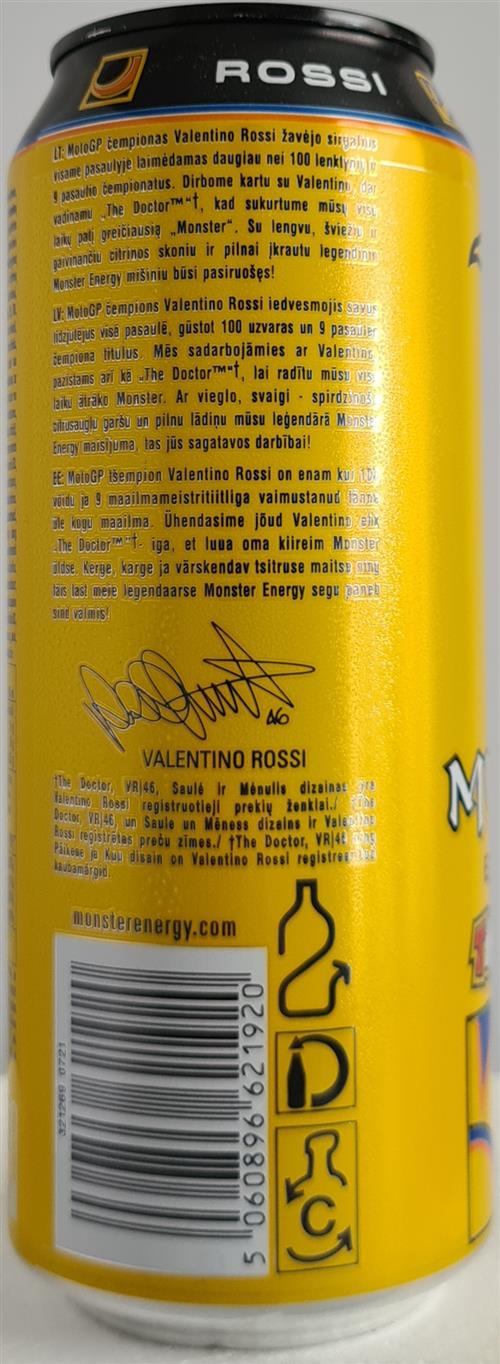 ROSSI
LT: MotoGP čempionas Valentino Rossi žavėjo sirgalius
visame pasaulyje laimėdamas daugiau nei 100 lenktynių ir
9 pasaulio čempionatus. Dirbome kartu su Valentinu, dar
vadinamu „The Doctor™“†, kad sukurtume mūsų visų
laikų patį greičiausią „Monster“. Su lengvu, šviežiu ir
gaivinančiu citrinos skoniu ir pilnai įkrautu legendiniu
Monster Energy mišiniu būsi pasiruošęs!
LV: MotoGP čempions Valentino Rossi iedvesmojis savus
līdzjutējus visā pasaulē, gūstot 100 uzvaras un 9 pasaules
čempiona titulus. Mēs sadarbojāmies ar Valentino,
pazīstams arī kā „The Doctor™“†, lai radītu mūsu visu
laiku ātrāko Monster. Ar vieglo, svaigi - spirdzinošo
citrusaugļu garšu un pilnu lādiņu mūsu leģendārā Monster
Energy maisījuma, tas jūs sagatavos darbībai!
EE: MotoGP tšempion Valentino Rossi on enam kui 100
võidu ja 9 maailmameistritiitliga vaimustanud fänne
üle kogu maailma. Ühendasime jõud Valentino ehk
„The Doctor™“†- iga, et luua oma kiireim Monster
üldse. Kerge, karge ja värskendav tsitruse maitse ning
täis last meie legendaarse Monster Energy segu paneb
sind valmis!
46
VALENTINO ROSSI
†The Doctor, VR|46, Saulė ir Mėnulis dizainas yra
Valentino Rossi registruotieji prekių ženklai./ †The
Doctor, VR|46, un Saule un Mēness dizains ir Valentino
Rossi reģistrētas preču zīmes./ †The Doctor, VR|46 ning
Päikese ja Kuu disain on Valentino Rossi registreeritud
kaubamärgid.
monsterenergy.com
321269 0721
5 060896 621920
C
M